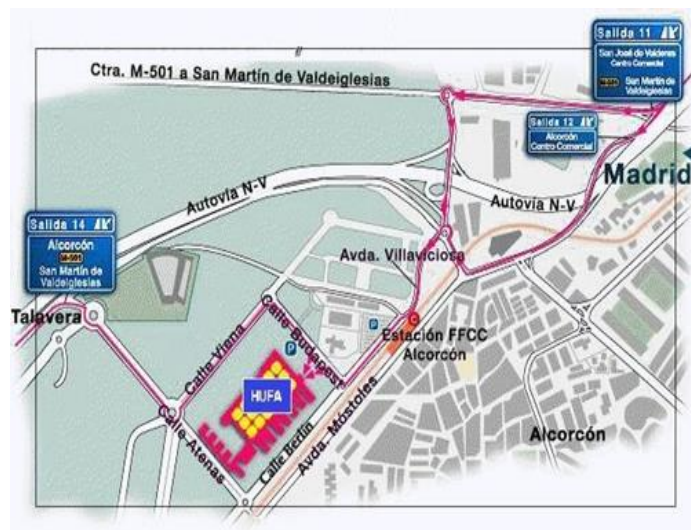 Salida 11
San José de Valderas
Centro Comercial
San Martín de
Valdeiglesias
Ctra. M-501 a San Martín de Valdeiglesias
Salida 12
Alcorcón
Centro Comercial
Madrid
Autovía N-V
Autovía N-V
Salida 14
Alcorcón
M-501
San Martín de
Valdeiglesias
Avda. Villaviciosa
Talavera
Estación FFCC
Alcorcón
Calle Budapest
Calle Viena
P
P
HUFA
Calle Berlín
Avda. Móstoles
Calle Atenas
Alcorcón